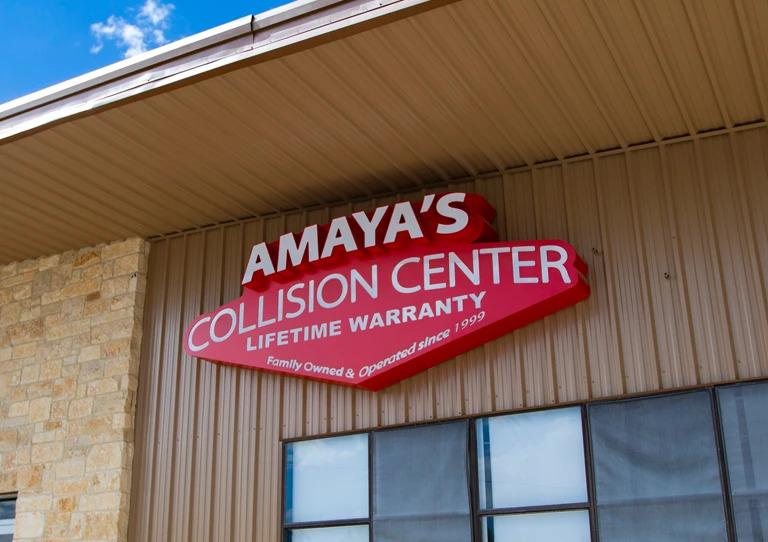 AMAYA'S
COLLISION CENTER
LIFETIME WARRANTY
Family Owned & Operated since 1999